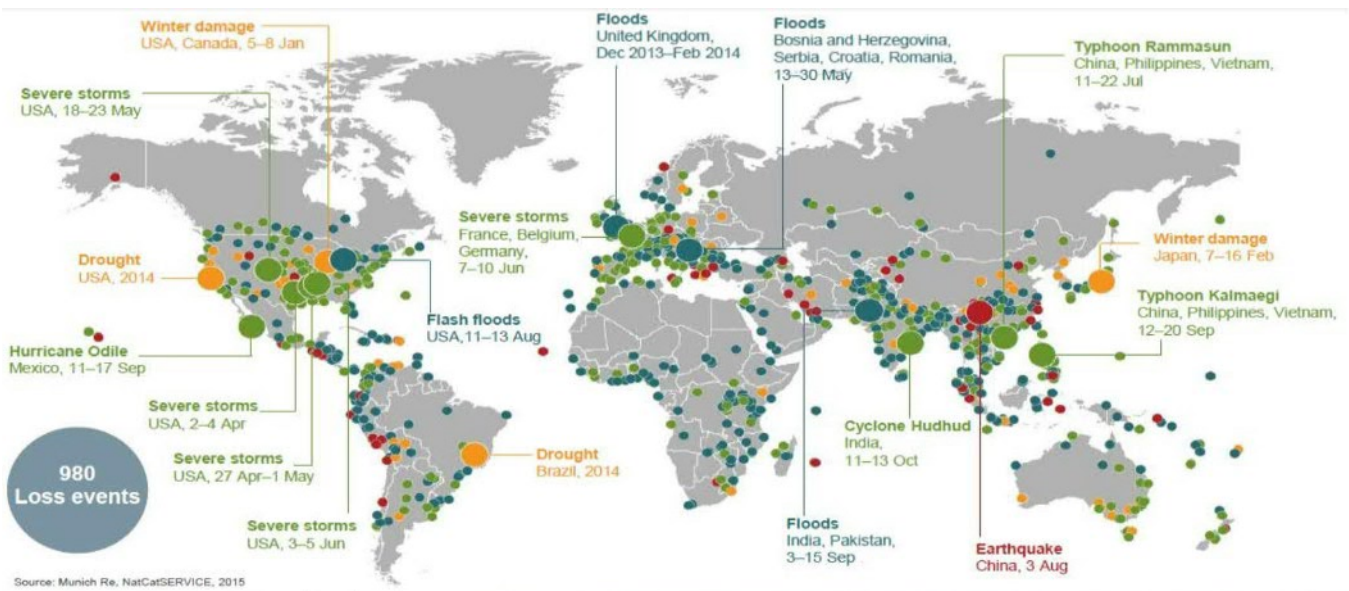 Winter damage
USA, Canada, 5–8 Jan
Floods
United Kingdom,
Dec 2013–Feb 2014
Floods
Bosnia and Herzegovina,
Serbia, Croatia, Romania,
13–30 May
Typhoon Rammasun
China, Philippines, Vietnam,
11–22 Jul
Severe storms
USA, 18–23 May
Severe storms
France, Belgium,
Germany,
7–10 Jun
Drought
USA, 2014
Winter damage
Japan, 7–16 Feb
Flash floods
USA, 11–13 Aug
Typhoon Kalmaegi
China, Philippines, Vietnam,
12–20 Sep
Hurricane Odile
Mexico, 11–17 Sep
Severe storms
USA, 2–4 Apr
Cyclone Hudhud
India,
11–13 Oct
Severe storms
USA, 27 Apr–1 May
Drought
Brazil, 2014
980
Loss events
Severe storms
USA, 3–5 Jun
Floods
India, Pakistan,
3–15 Sep
Earthquake
China, 3 Aug
Source: Munich Re, NatCatSERVICE, 2015